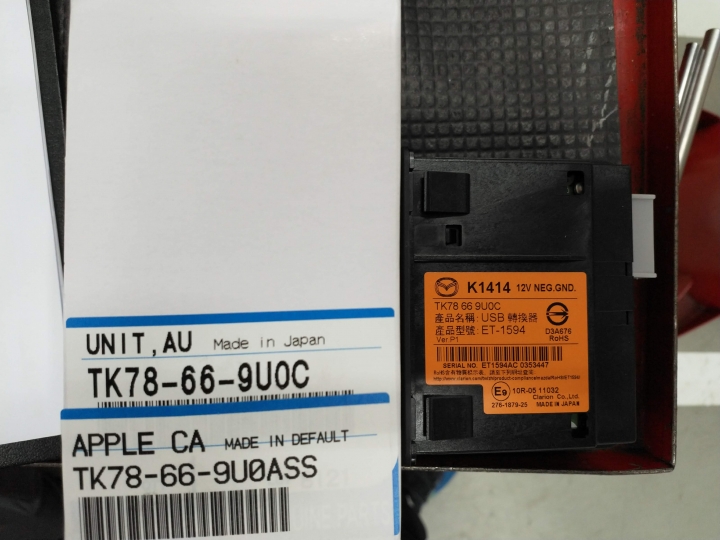 UNIT, AU Made in Japan
TK78-66-9U0C
APPLE CA MADE IN DEFAULT
TK78-66-9U0ASS
K1414 12V NEG.GND.
TK78 66 9U0C
產品名稱: USB 轉換器
產品型號: ET-1594
Ver.P1
D3A676
RoHS
SERIAL NO. ET1594AC 0353447
E9 10R-05 11032
Clarion Co.,Ltd.
276-1879-25 MADE IN JAPAN